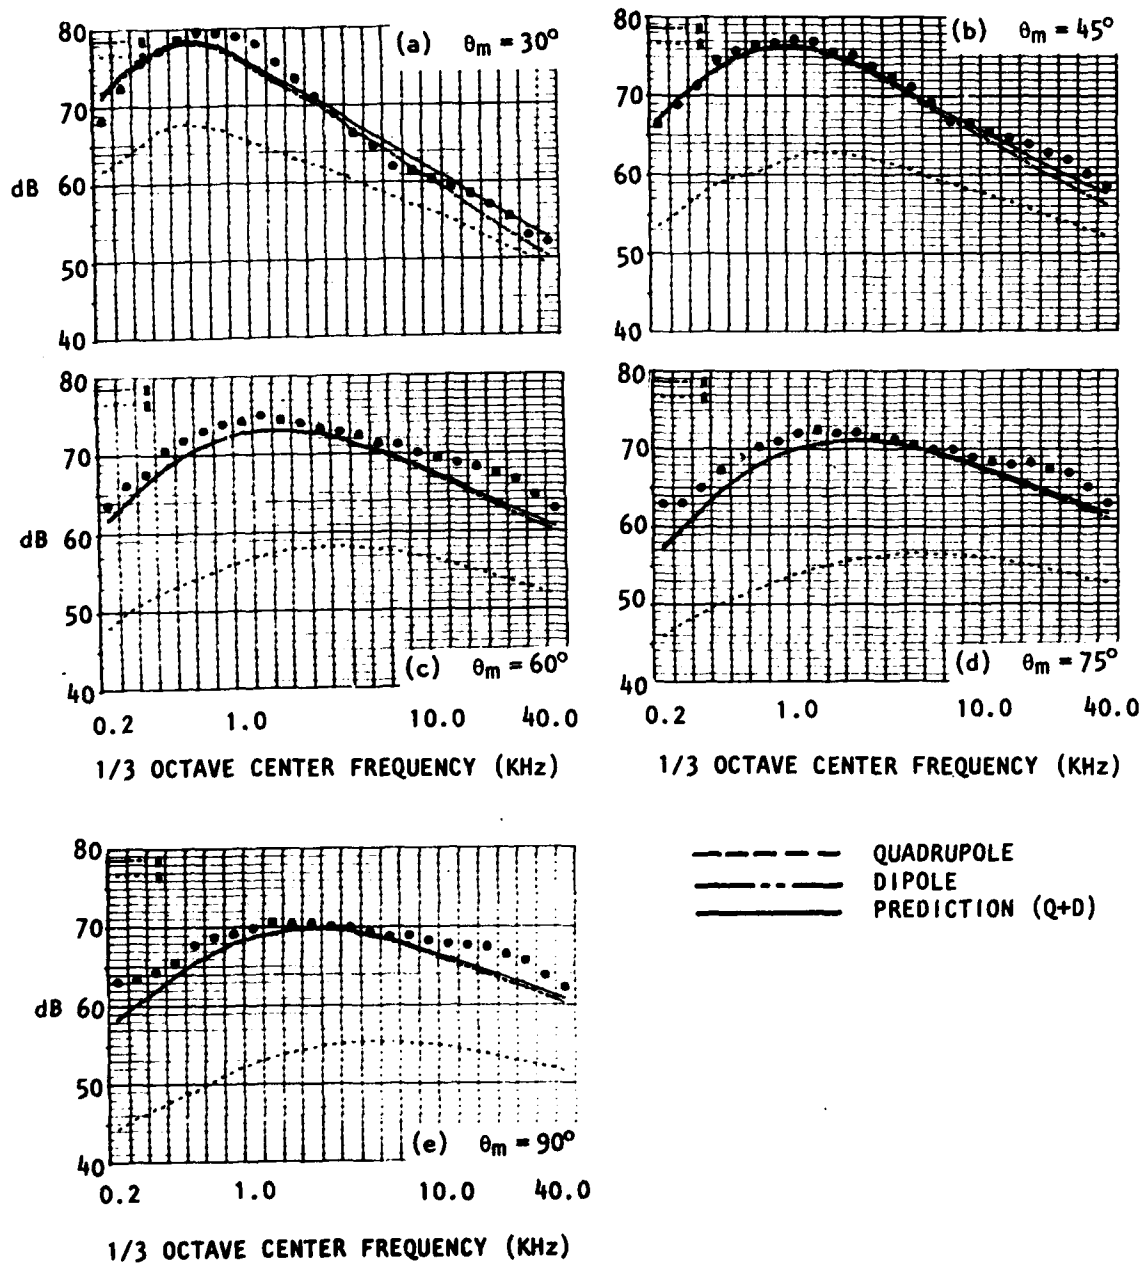 80
70
60
50
40
dB
(a) θm = 30°
80
70
60
50
40
(b) θm = 45°
80
70
60
50
40
dB
(c) θm = 60°
0.2 1.0 10.0 40.0
1/3 OCTAVE CENTER FREQUENCY (KHz)
80
70
60
50
40
(d) θm = 75°
0.2 1.0 10.0 40.0
1/3 OCTAVE CENTER FREQUENCY (KHz)
80
70
60
50
40
dB
(e) θm = 90°
0.2 1.0 10.0 40.0
1/3 OCTAVE CENTER FREQUENCY (KHz)
QUADRUPOLE
DIPOLE
PREDICTION (Q+D)